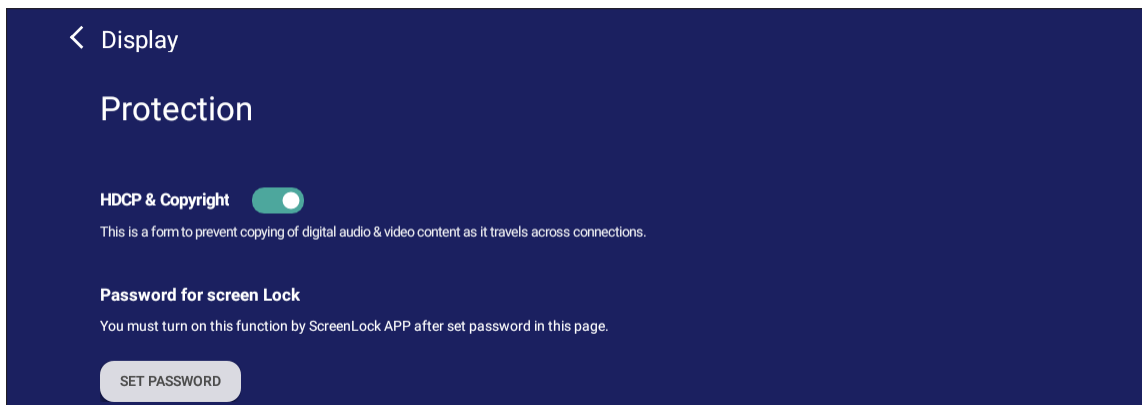 Display
Protection
HDCP & Copyright
This is a form to prevent copying of digital audio & video content as it travels across connections.
Password for screen Lock
You must turn on this function by ScreenLock APP after set password in this page.
SET PASSWORD